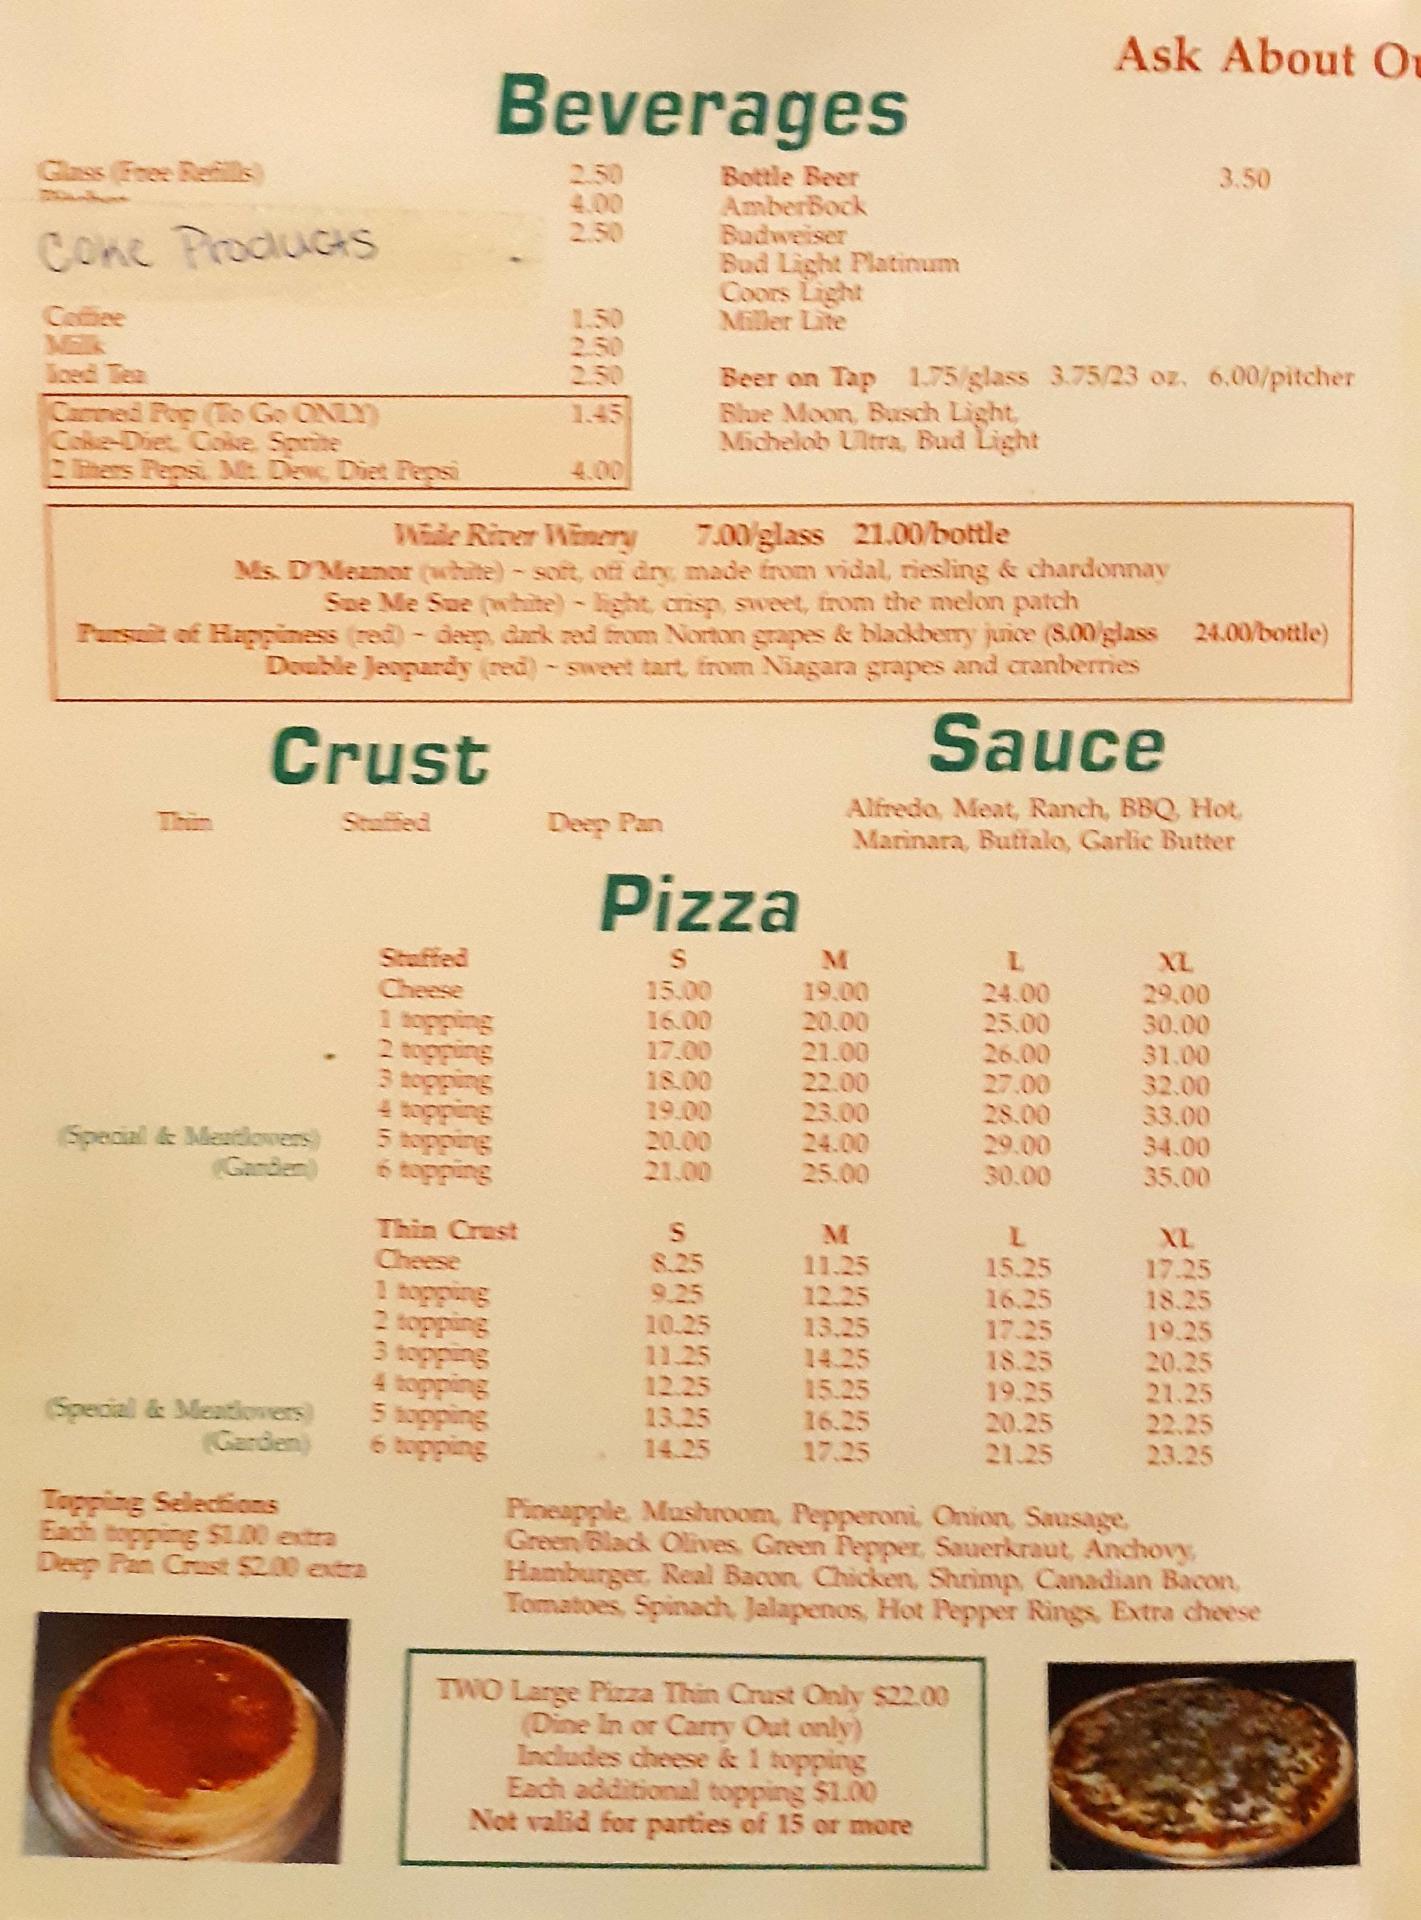 Ask About Ou
Beverages
Glass (Free Refills) 2.50
Pitcher 4.00
Coke Products 2.50
Coffee 1.50
Milk 2.50
Iced Tea 2.50
Canned Pop (To Go ONLY) 1.45
Coke-Diet, Coke, Sprite
2 liters Pepsi, Mt. Dew, Diet Pepsi 4.00
Bottle Beer 3.50
AmberBock
Budweiser
Bud Light Platinum
Coors Light
Miller Lite
Beer on Tap 1.75/glass 3.75/23 oz. 6.00/pitcher
Blue Moon, Busch Light,
Michelob Ultra, Bud Light
Wide River Winery 7.00/glass 21.00/bottle
Ms. D'Meanor (white) ~ soft, off dry, made from vidal, riesling & chardonnay
Sue Me Sue (white) ~ light, crisp, sweet, from the melon patch
Pursuit of Happiness (red) ~ deep, dark red from Norton grapes & blackberry juice (8.00/glass 24.00/bottle)
Double Jeopardy (red) ~ sweet tart, from Niagara grapes and cranberries
Crust
Thin Stuffed Deep Pan
Sauce
Alfredo, Meat, Ranch, BBQ, Hot,
Marinara, Buffalo, Garlic Butter
Pizza
Stuffed S M L XL
Cheese 15.00 19.00 24.00 29.00
1 topping 16.00 20.00 25.00 30.00
2 topping 17.00 21.00 26.00 31.00
3 topping 18.00 22.00 27.00 32.00
4 topping 19.00 23.00 28.00 33.00
(Special & Meatlovers) 5 topping 20.00 24.00 29.00 34.00
(Garden) 6 topping 21.00 25.00 30.00 35.00
Thin Crust S M L XL
Cheese 8.25 11.25 15.25 17.25
1 topping 9.25 12.25 16.25 18.25
2 topping 10.25 13.25 17.25 19.25
3 topping 11.25 14.25 18.25 20.25
4 topping 12.25 15.25 19.25 21.25
(Special & Meatlovers) 5 topping 13.25 16.25 20.25 22.25
(Garden) 6 topping 14.25 17.25 21.25 23.25
Topping Selections
Each topping $1.00 extra
Deep Pan Crust $2.00 extra
Pineapple, Mushroom, Pepperoni, Onion, Sausage,
Green/Black Olives, Green Pepper, Sauerkraut, Anchovy,
Hamburger, Real Bacon, Chicken, Shrimp, Canadian Bacon,
Tomatoes, Spinach, Jalapenos, Hot Pepper Rings, Extra cheese
TWO Large Pizza Thin Crust Only $22.00
(Dine In or Carry Out only)
Includes cheese & 1 topping
Each additional topping $1.00
Not valid for parties of 15 or more